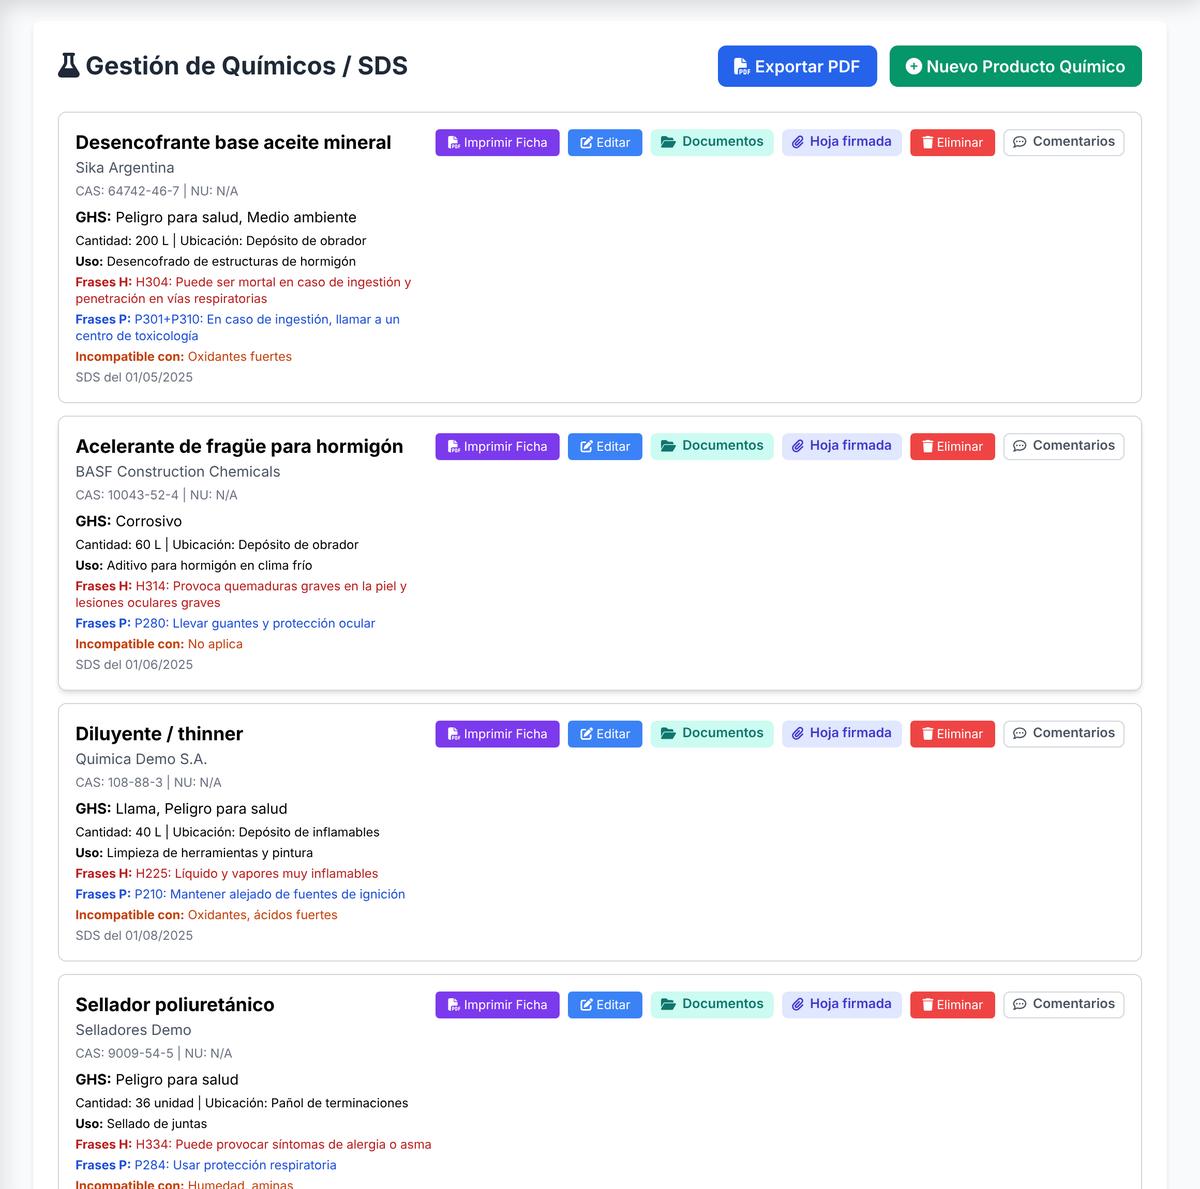 Gestión de Químicos / SDS
Exportar PDF
Nuevo Producto Químico
Desencofrante base aceite mineral
Imprimir Ficha
Editar
Documentos
Hoja firmada
Eliminar
Comentarios
Sika Argentina
CAS: 64742-46-7 | NU: N/A
GHS: Peligro para salud, Medio ambiente
Cantidad: 200 L | Ubicación: Depósito de obrador
Uso: Desencofrado de estructuras de hormigón
Frases H: H304: Puede ser mortal en caso de ingestión y
penetración en vías respiratorias
Frases P: P301+P310: En caso de ingestión, llamar a un
centro de toxicología
Incompatible con: Oxidantes fuertes
SDS del 01/05/2025
Acelerante de fragüe para hormigón
Imprimir Ficha
Editar
Documentos
Hoja firmada
Eliminar
Comentarios
BASF Construction Chemicals
CAS: 10043-52-4 | NU: N/A
GHS: Corrosivo
Cantidad: 60 L | Ubicación: Depósito de obrador
Uso: Aditivo para hormigón en clima frío
Frases H: H314: Provoca quemaduras graves en la piel y
lesiones oculares graves
Frases P: P280: Llevar guantes y protección ocular
Incompatible con: No aplica
SDS del 01/06/2025
Diluyente / thinner
Imprimir Ficha
Editar
Documentos
Hoja firmada
Eliminar
Comentarios
Quimica Demo S.A.
CAS: 108-88-3 | NU: N/A
GHS: Llama, Peligro para salud
Cantidad: 40 L | Ubicación: Depósito de inflamables
Uso: Limpieza de herramientas y pintura
Frases H: H225: Líquido y vapores muy inflamables
Frases P: P210: Mantener alejado de fuentes de ignición
Incompatible con: Oxidantes, ácidos fuertes
SDS del 01/08/2025
Sellador poliuretánico
Imprimir Ficha
Editar
Documentos
Hoja firmada
Eliminar
Comentarios
Selladores Demo
CAS: 9009-54-5 | NU: N/A
GHS: Peligro para salud
Cantidad: 36 unidad | Ubicación: Pañol de terminaciones
Uso: Sellado de juntas
Frases H: H334: Puede provocar síntomas de alergia o asma
Frases P: P284: Usar protección respiratoria
Incompatible con: Humedad, aminas